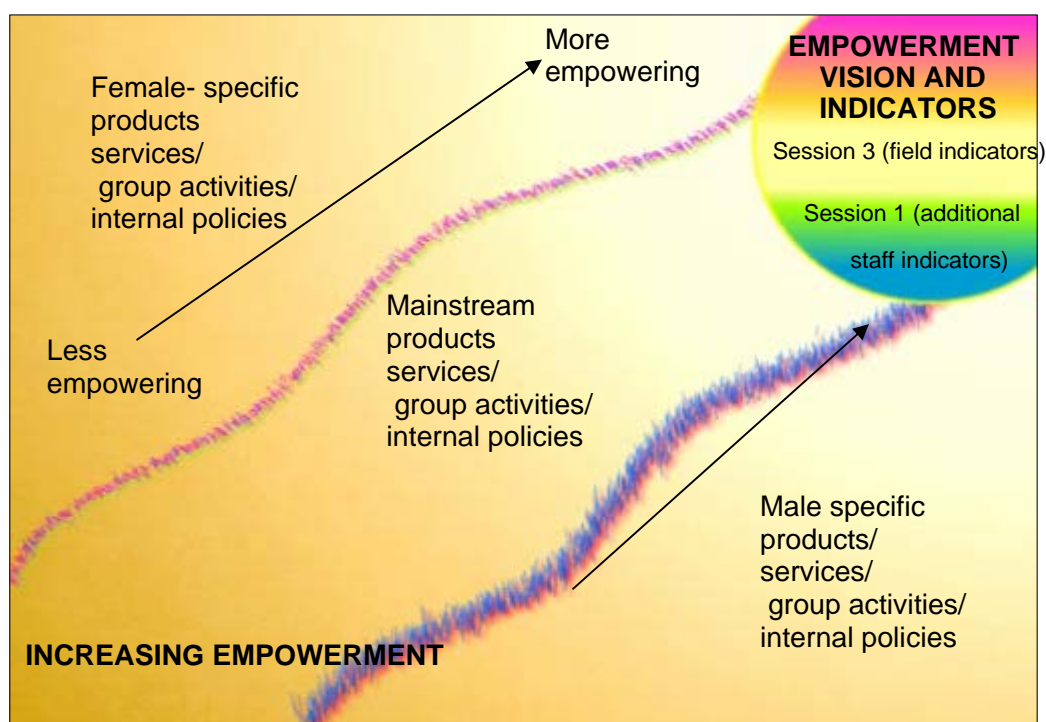 More
empowering
EMPOWERMENT
VISION AND
INDICATORS
Session 3 (field indicators)
Session 1 (additional
staff indicators)
Female- specific
products
services/
group activities/
internal policies
Less
empowering
Mainstream
products
services/
group activities/
internal policies
Male specific
products/
services/
group activities/
internal policies
INCREASING EMPOWERMENT